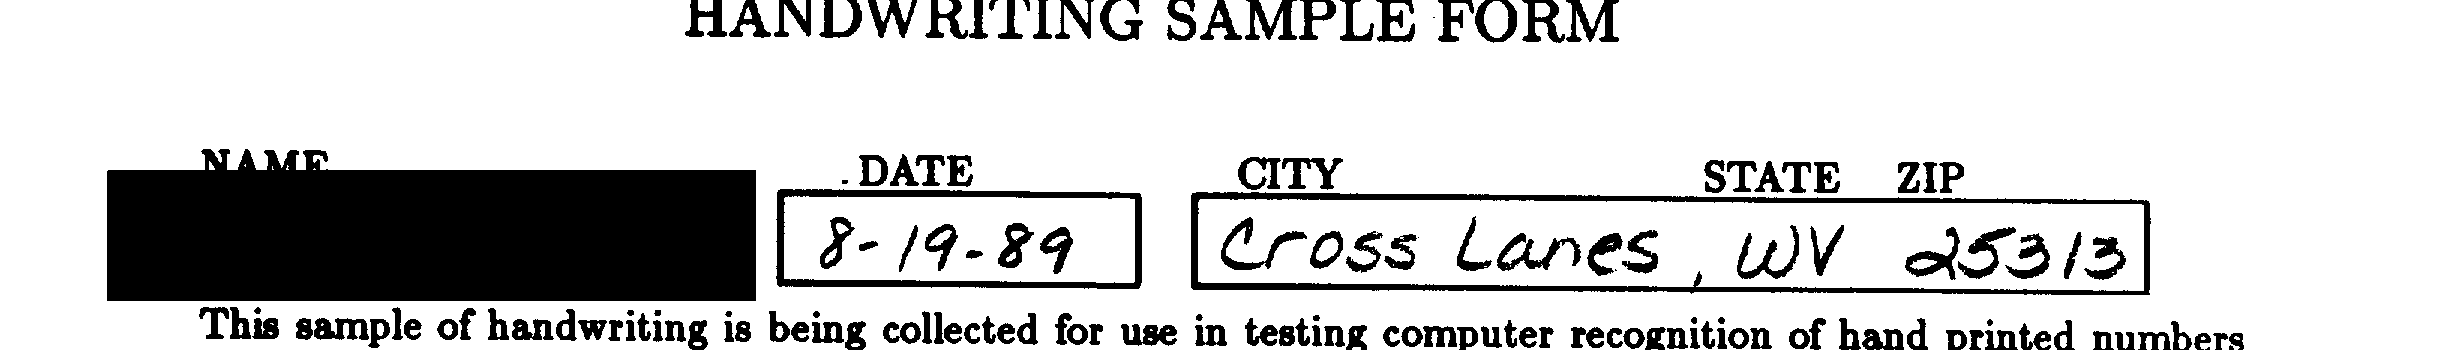 HANDWRITING SAMPLE FORM
NAME DATE CITY STATE ZIP
8-19-89 Cross Lanes, WV 25313
This sample of handwriting is being collected for use in testing computer recognition of hand printed numbers